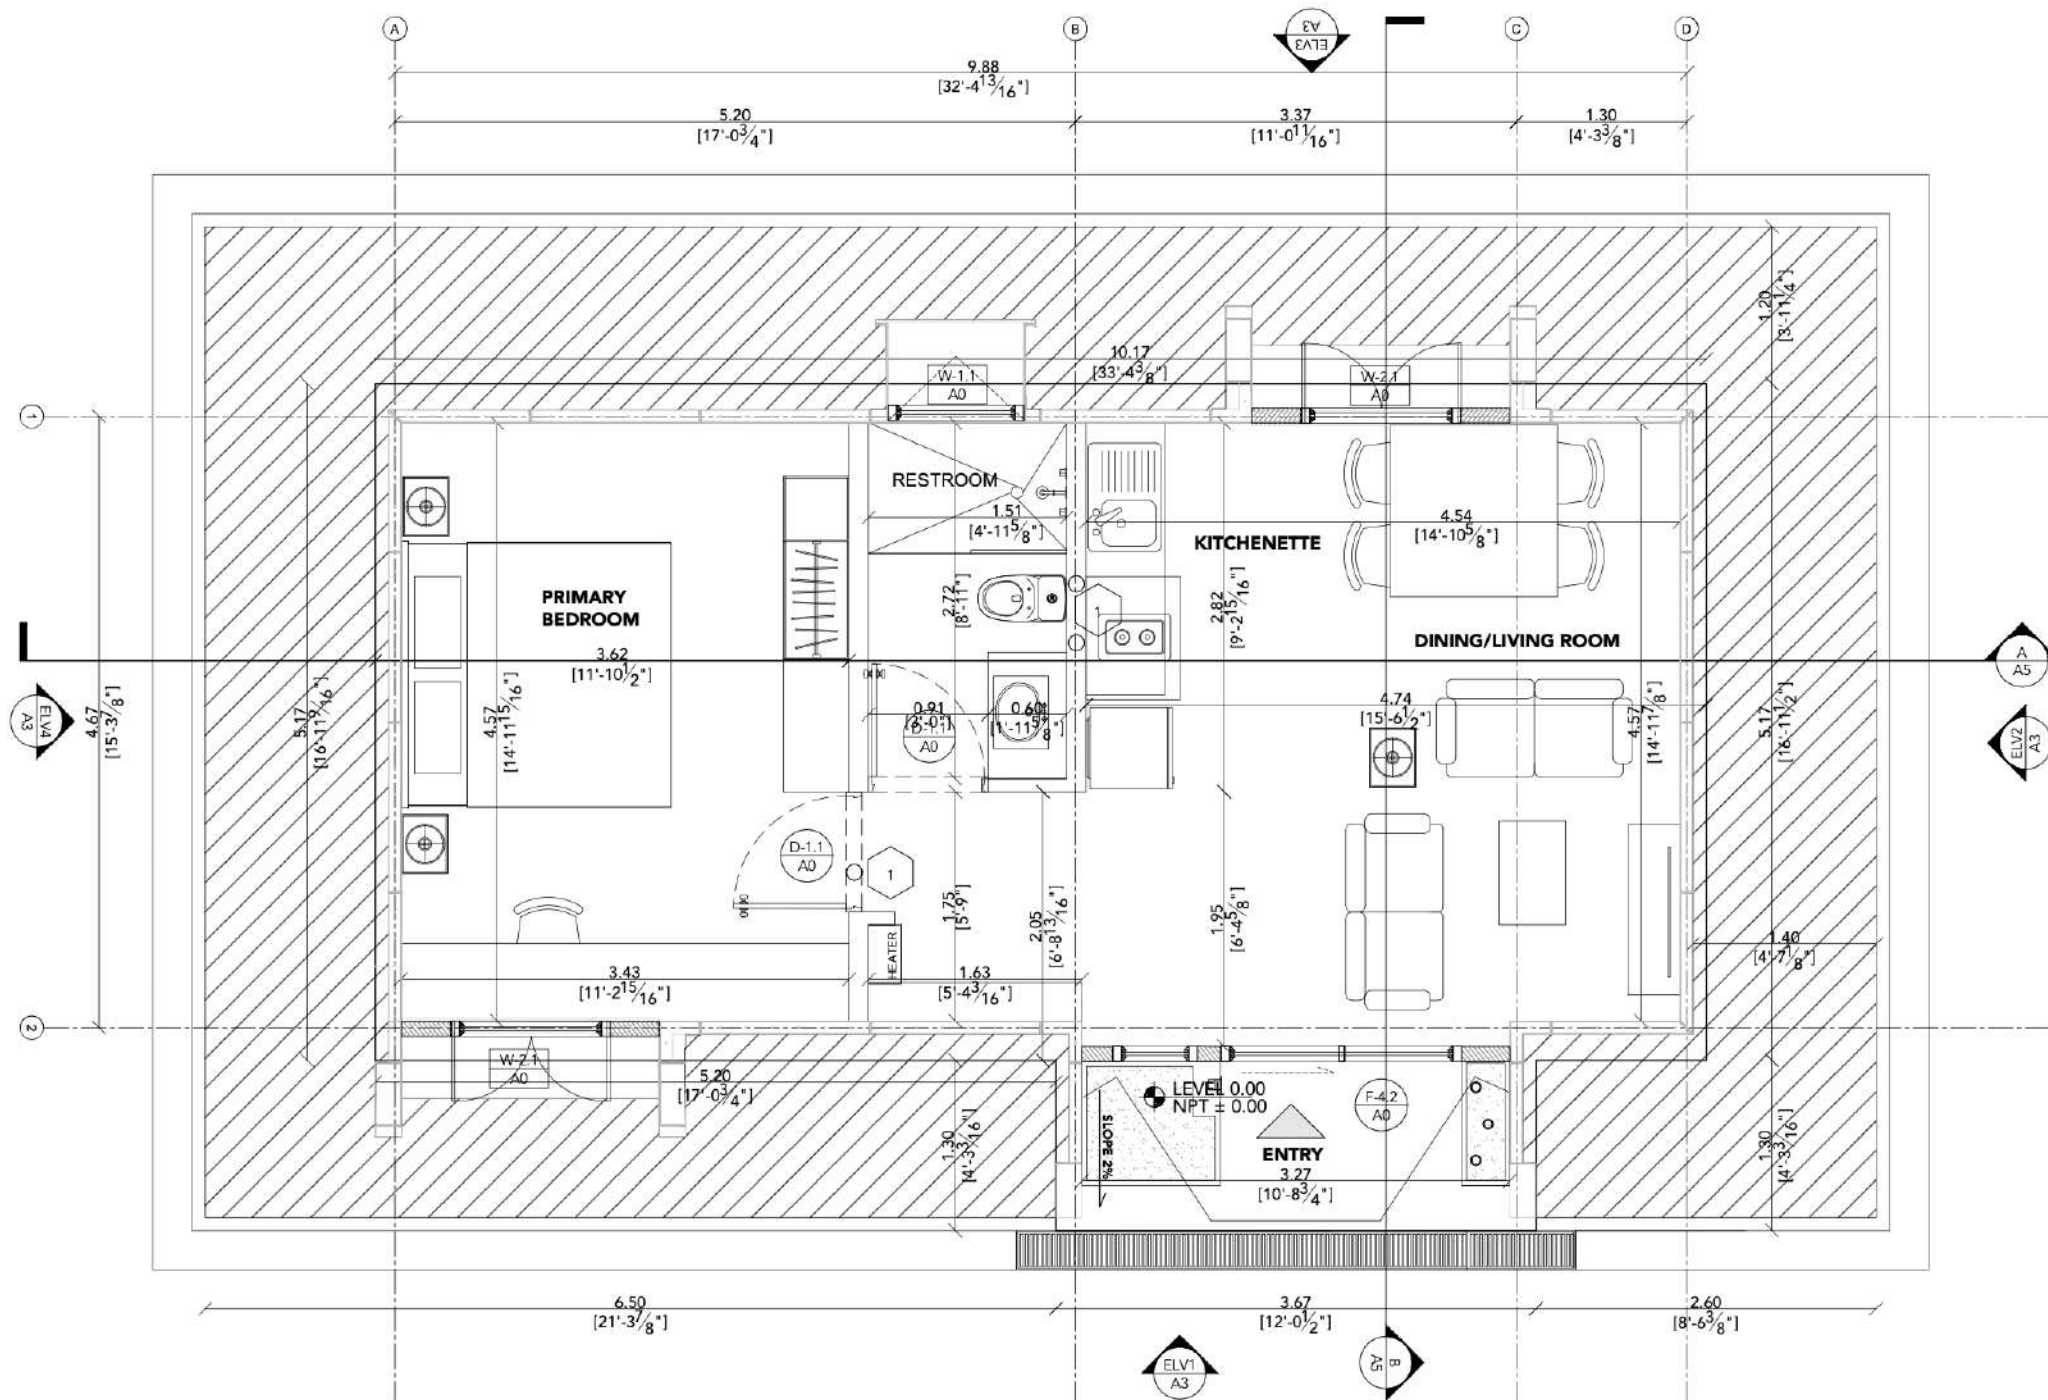 A
B
A3
ELV3
C
D
9.88
[32'-4 13/16"]
5.20
[17'-0 3/4"]
3.37
[11'-0 11/16"]
1.30
[4'-3 3/8"]
1.20
[3'-11 1/4"]
10.17
[33'-4 3/8"]
W-1.1
A0
W-2.1
A0
1
RESTROOM
1.51
[4'-11 5/8"]
4.54
[14'-10 5/8"]
KITCHENETTE
PRIMARY
BEDROOM
2.72
[8'-11"]
1
2.82
[9'-2 15/16"]
DINING/LIVING ROOM
3.62
[11'-10 1/2"]
A
A5
ELV4
A3
4.67
[15'-3 7/8"]
5.17
[16'-11 9/16"]
4.57
[14'-11 15/16"]
0.91
[3'-0"]
0.60
[1'-11 5/8"]
D-1.1
A0
4.74
[15'-6 1/2"]
4.57
[14'-11 7/8"]
5.17
[16'-11 1/2"]
ELV2
A3
D-1.1
A0
1
1.75
[5'-9"]
2.05
[6'-8 13/16"]
1.95
[6'-4 5/8"]
HEATER
1.40
[4'-7 1/8"]
3.43
[11'-2 15/16"]
1.63
[5'-4 3/16"]
2
W-2.1
A0
5.20
[17'-0 3/4"]
LEVEL 0.00
NPT ± 0.00
F-4.2
A0
SLOPE 2%
1.30
[4'-3 3/16"]
ENTRY
3.27
[10'-8 3/4"]
1.30
[4'-3 3/16"]
6.50
[21'-3 7/8"]
3.67
[12'-0 1/2"]
2.60
[8'-6 3/8"]
ELV1
A3
B
A5